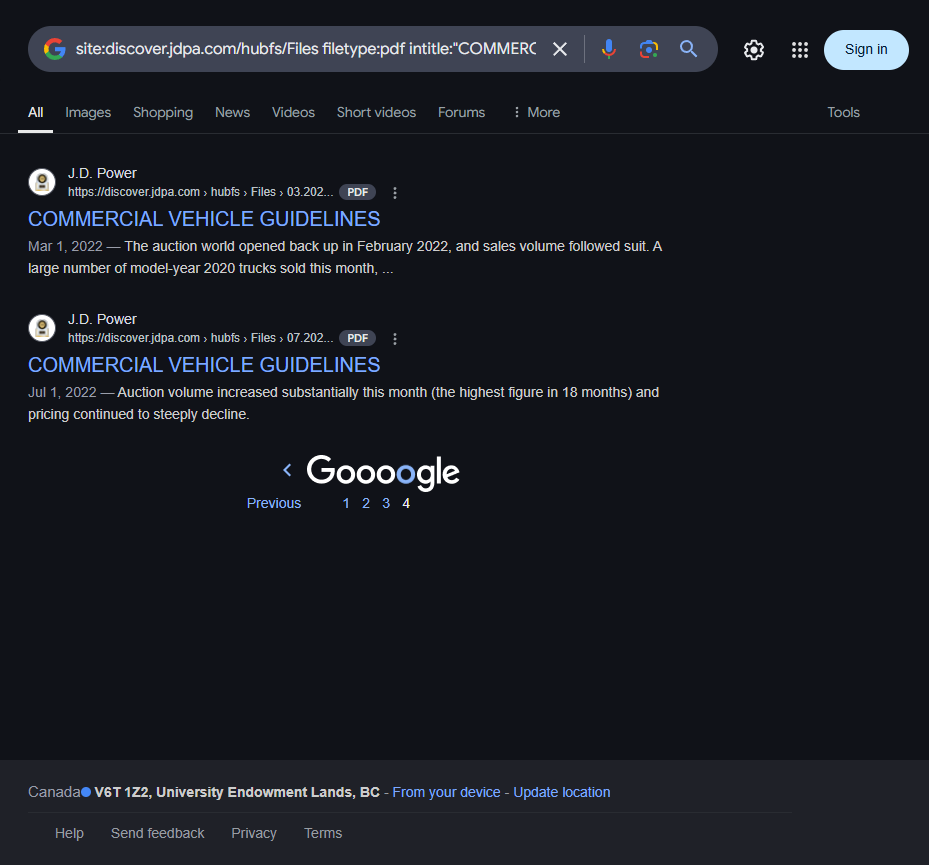 site:discover.jdpa.com/hubfs/Files filetype:pdf intitle:"COMMERC
Sign in
All Images Shopping News Videos Short videos Forums More Tools
J.D. Power
https://discover.jdpa.com › hubfs › Files › 03.202... PDF
COMMERCIAL VEHICLE GUIDELINES
Mar 1, 2022 — The auction world opened back up in February 2022, and sales volume followed suit. A
large number of model-year 2020 trucks sold this month, ...
J.D. Power
https://discover.jdpa.com › hubfs › Files › 07.202... PDF
COMMERCIAL VEHICLE GUIDELINES
Jul 1, 2022 — Auction volume increased substantially this month (the highest figure in 18 months) and
pricing continued to steeply decline.
Goooogle
Previous 1 2 3 4
Canada V6T 1Z2, University Endowment Lands, BC - From your device - Update location
Help Send feedback Privacy Terms